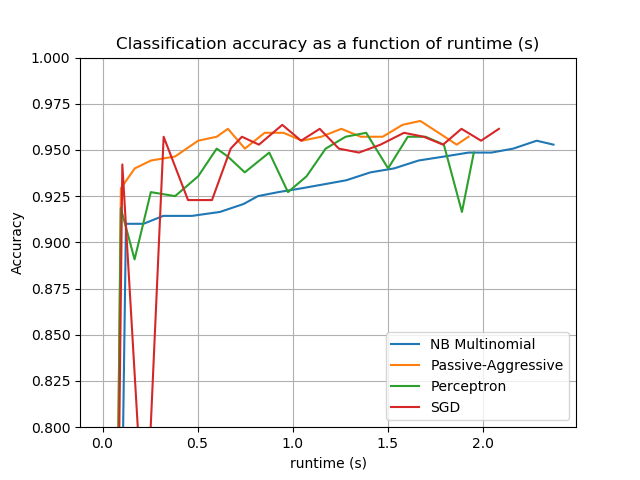 Classification accuracy as a function of runtime (s)
1.000
0.975
0.950
0.925
0.900
0.875
0.850
0.825
0.800
Accuracy
NB Multinomial
Passive-Aggressive
Perceptron
SGD
0.0 0.5 1.0 1.5 2.0
runtime (s)